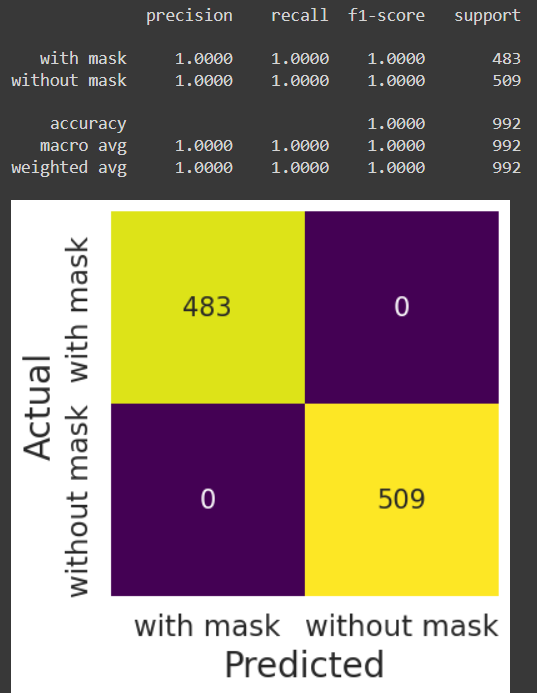 precision recall f1-score support
with mask 1.0000 1.0000 1.0000 483
without mask 1.0000 1.0000 1.0000 509
accuracy 1.0000 992
macro avg 1.0000 1.0000 1.0000 992
weighted avg 1.0000 1.0000 1.0000 992
Actual
with mask
483 0
without mask
0 509
with mask without mask
Predicted